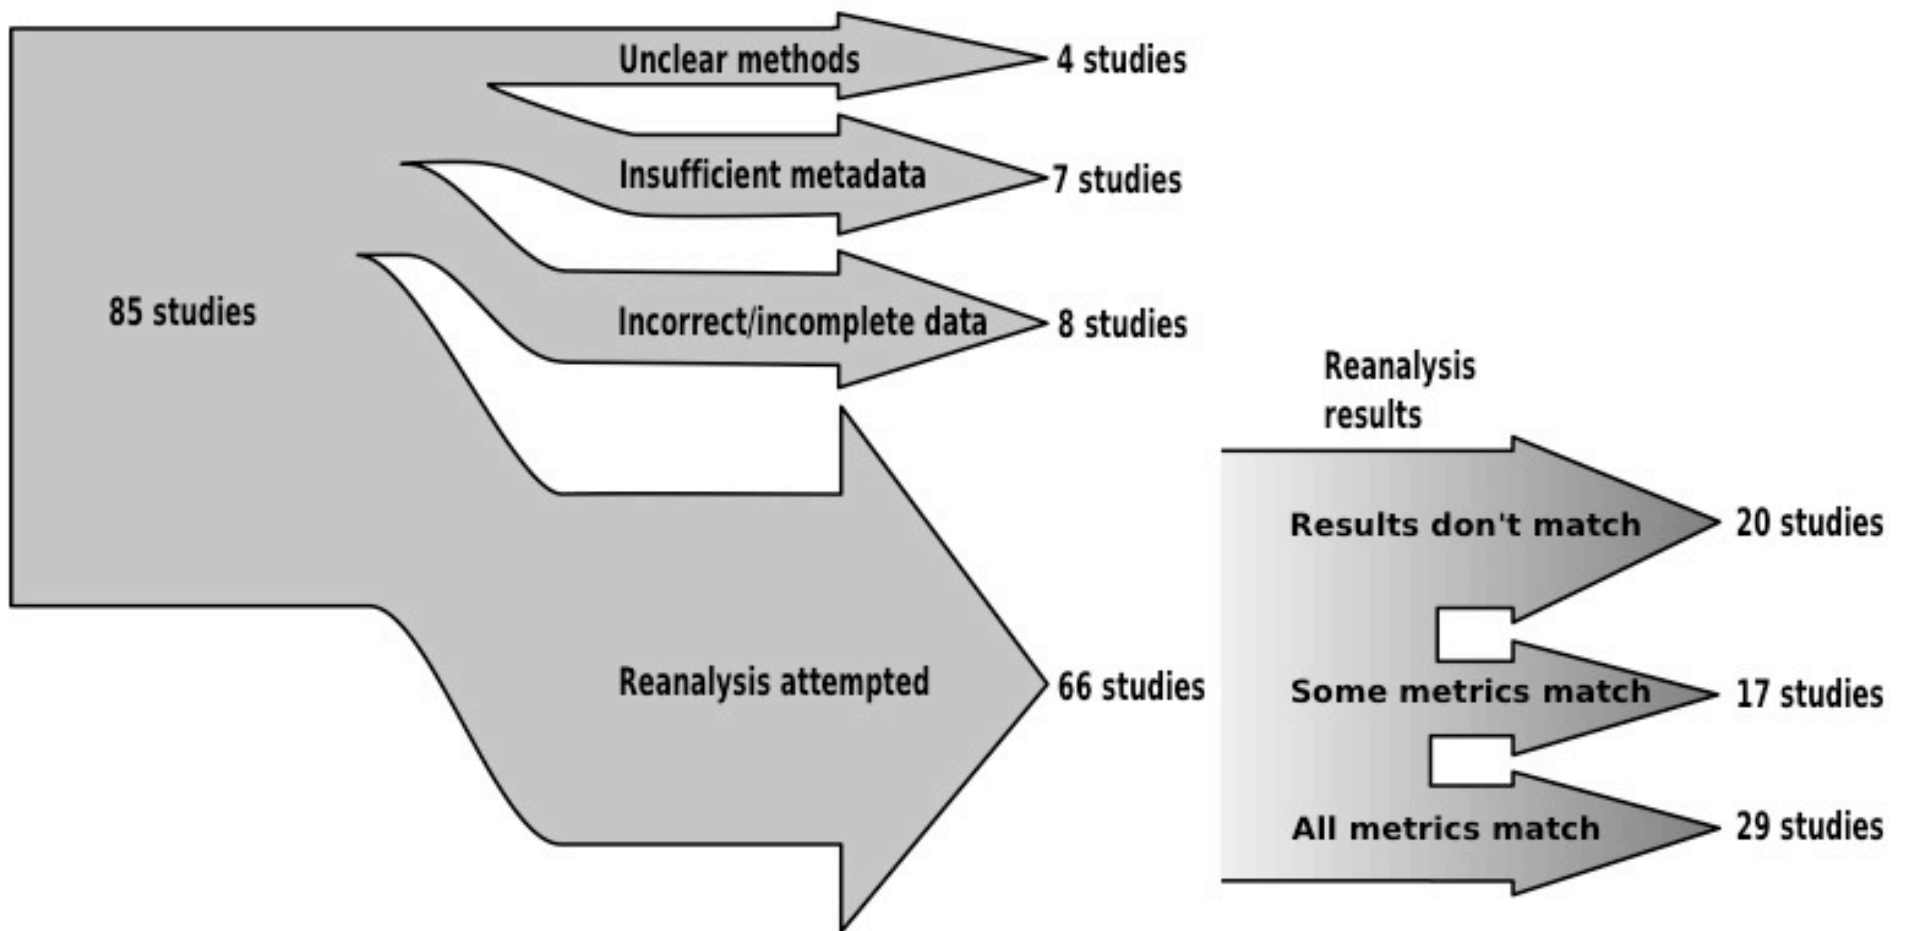 Unclear methods
4 studies
Insufficient metadata
7 studies
85 studies
Incorrect/incomplete data
8 studies
Reanalysis attempted
66 studies
Reanalysis
results
Results don't match
20 studies
Some metrics match
17 studies
All metrics match
29 studies